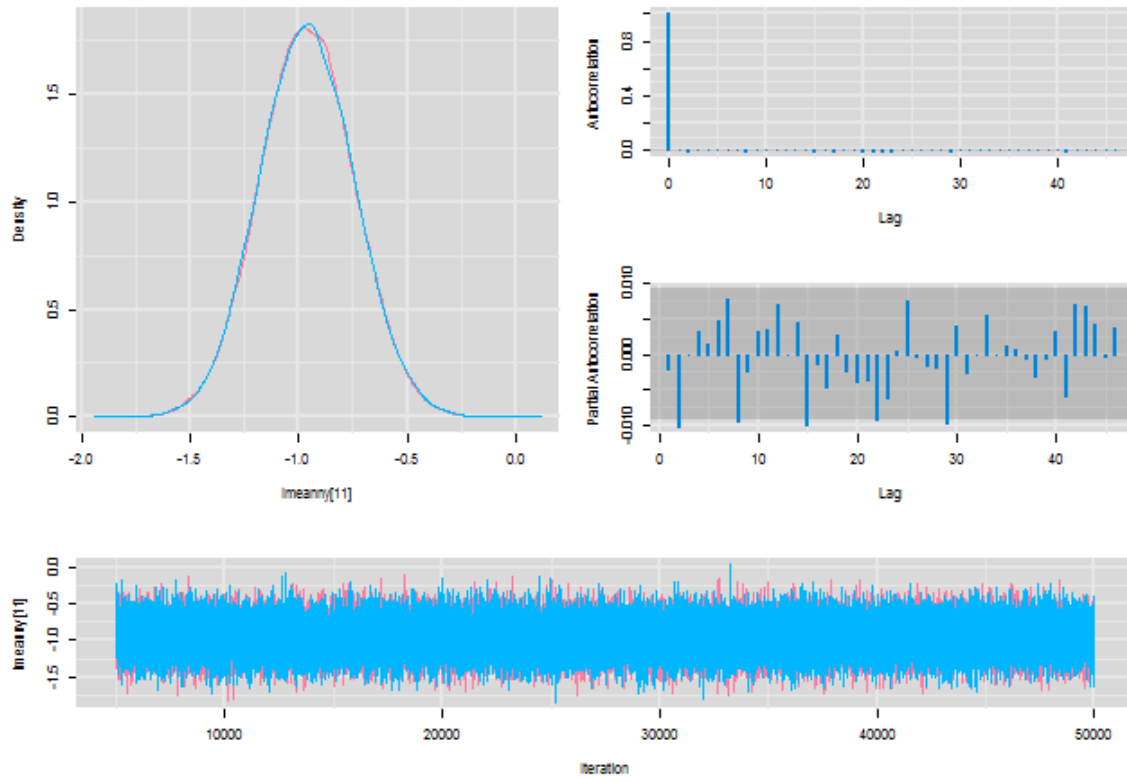 Density
0.0 0.5 1.0 1.5
-2.0 -1.5 -1.0 -0.5 0.0
lmeanny[11]
Autocorrelation
0.0 0.4 0.8
0 10 20 30 40
Lag
Partial Autocorrelation
-0.010 0.000 0.010
0 10 20 30 40
Lag
lmeanny[11]
-1.5 -1.0 -0.5 0.0
10000 20000 30000 40000 50000
Iteration